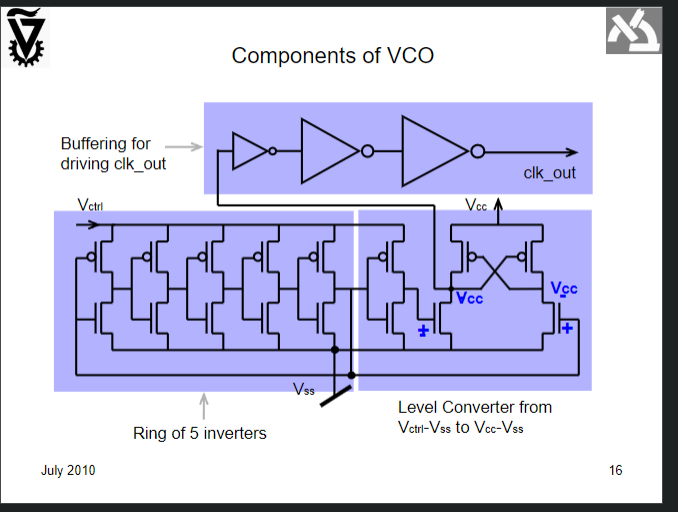 Components of VCO
Buffering for
driving clk_out
clk_out
Vctrl
Vcc
Vcc
Vcc
Vss
Level Converter from
Vctrl-Vss to Vcc-Vss
Ring of 5 inverters
July 2010
16